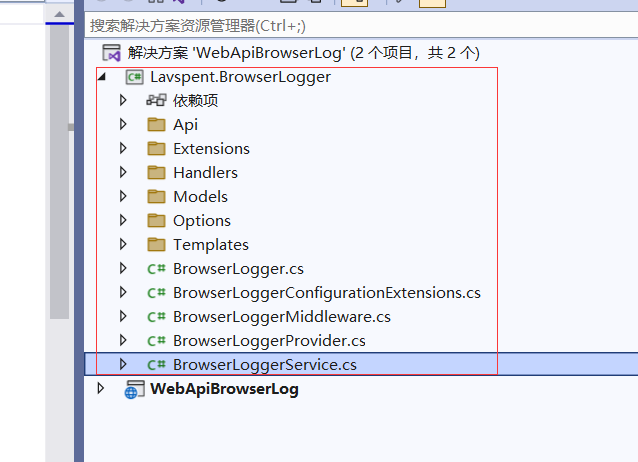 搜索解决方案资源管理器(Ctrl+;)
解决方案 'WebApiBrowserLog' (2 个项目，共 2 个)
C# Lavspent.BrowserLogger
依赖项
Api
Extensions
Handlers
Models
Options
Templates
C# BrowserLogger.cs
C# BrowserLoggerConfigurationExtensions.cs
C# BrowserLoggerMiddleware.cs
C# BrowserLoggerProvider.cs
C# BrowserLoggerService.cs
WebApiBrowserLog